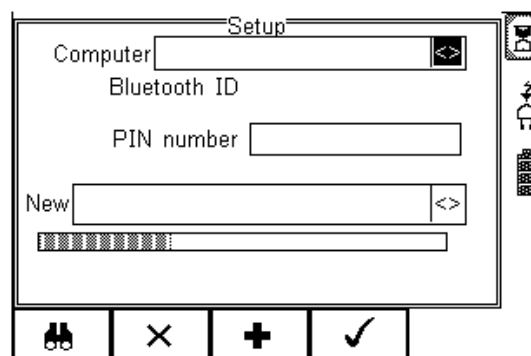 Setup
Computer <>
Bluetooth ID
PIN number
New <>